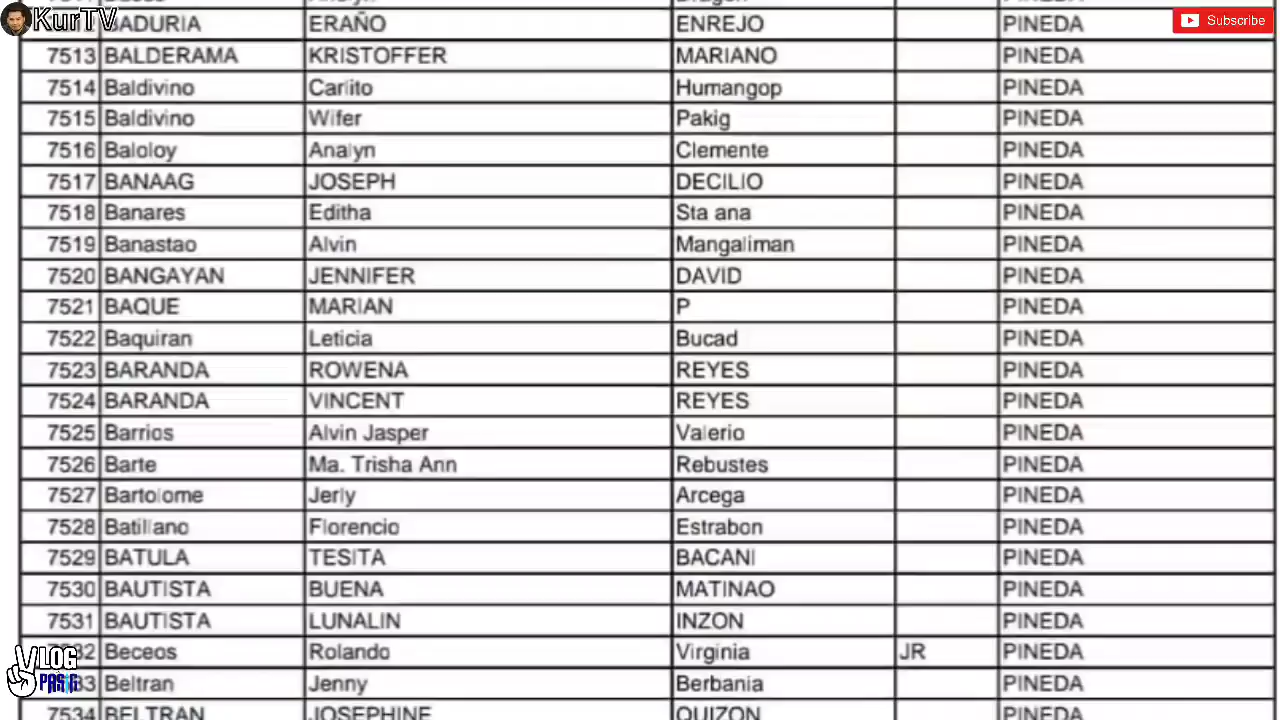 KurTV
Subscribe
BADURIA ERAÑO ENREJO PINEDA
7513 BALDERAMA KRISTOFFER MARIANO PINEDA
7514 Baldivino Carlito Humangop PINEDA
7515 Baldivino Wifer Pakig PINEDA
7516 Baloloy Analyn Clemente PINEDA
7517 BANAAG JOSEPH DECILIO PINEDA
7518 Banares Editha Sta ana PINEDA
7519 Banastao Alvin Mangaliman PINEDA
7520 BANGAYAN JENNIFER DAVID PINEDA
7521 BAQUE MARIAN P PINEDA
7522 Baquiran Leticia Bucad PINEDA
7523 BARANDA ROWENA REYES PINEDA
7524 BARANDA VINCENT REYES PINEDA
7525 Barrios Alvin Jasper Valerio PINEDA
7526 Barte Ma. Trisha Ann Rebustes PINEDA
7527 Bartolome Jerly Arcega PINEDA
7528 Batillano Florencio Estrabon PINEDA
7529 BATULA TESITA BACANI PINEDA
7530 BAUTISTA BUENA MATINAO PINEDA
7531 BAUTISTA LUNALIN INZON PINEDA
32 Beceos Rolando Virginia JR PINEDA
33 Beltran Jenny Berbania PINEDA
7534 BELTRAN JOSEPHINE QUIZON PINEDA
VLOG
PASIG